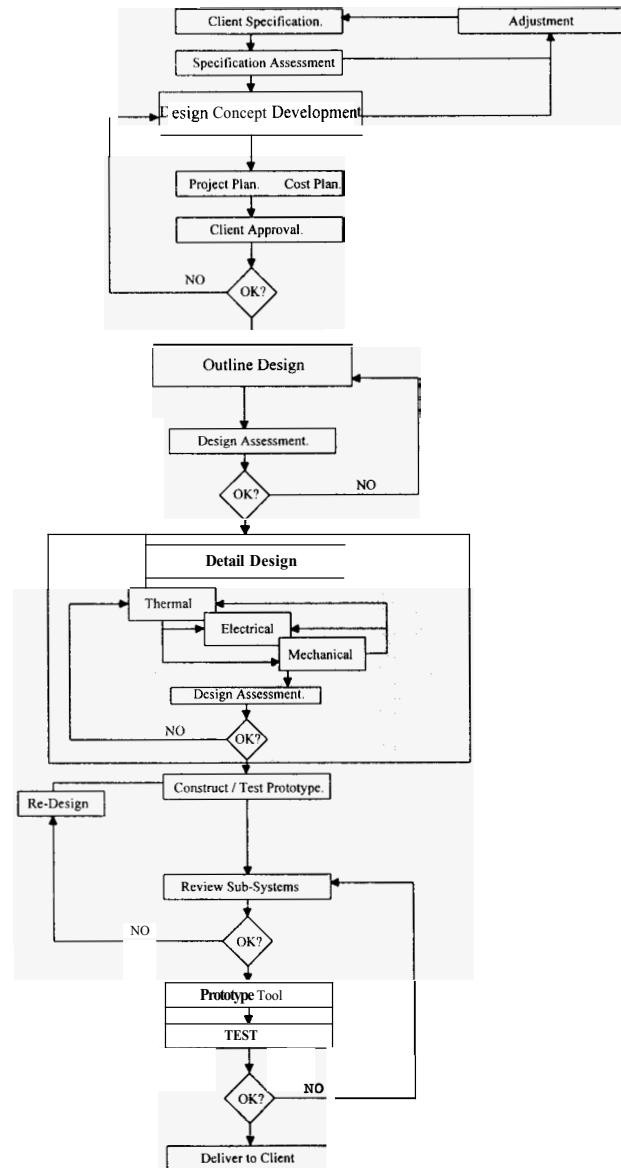 Client Specification.
Adjustment
Specification Assessment
Design Concept Development
Project Plan. Cost Plan.
Client Approval.
NO
OK?
Outline Design
Design Assessment.
OK?
NO
Detail Design
Thermal
Electrical
Mechanical
Design Assessment.
NO
OK?
Construct / Test Prototype.
Re-Design
Review Sub-Systems
NO
OK?
Prototype Tool
TEST
NO
OK?
Deliver to Client